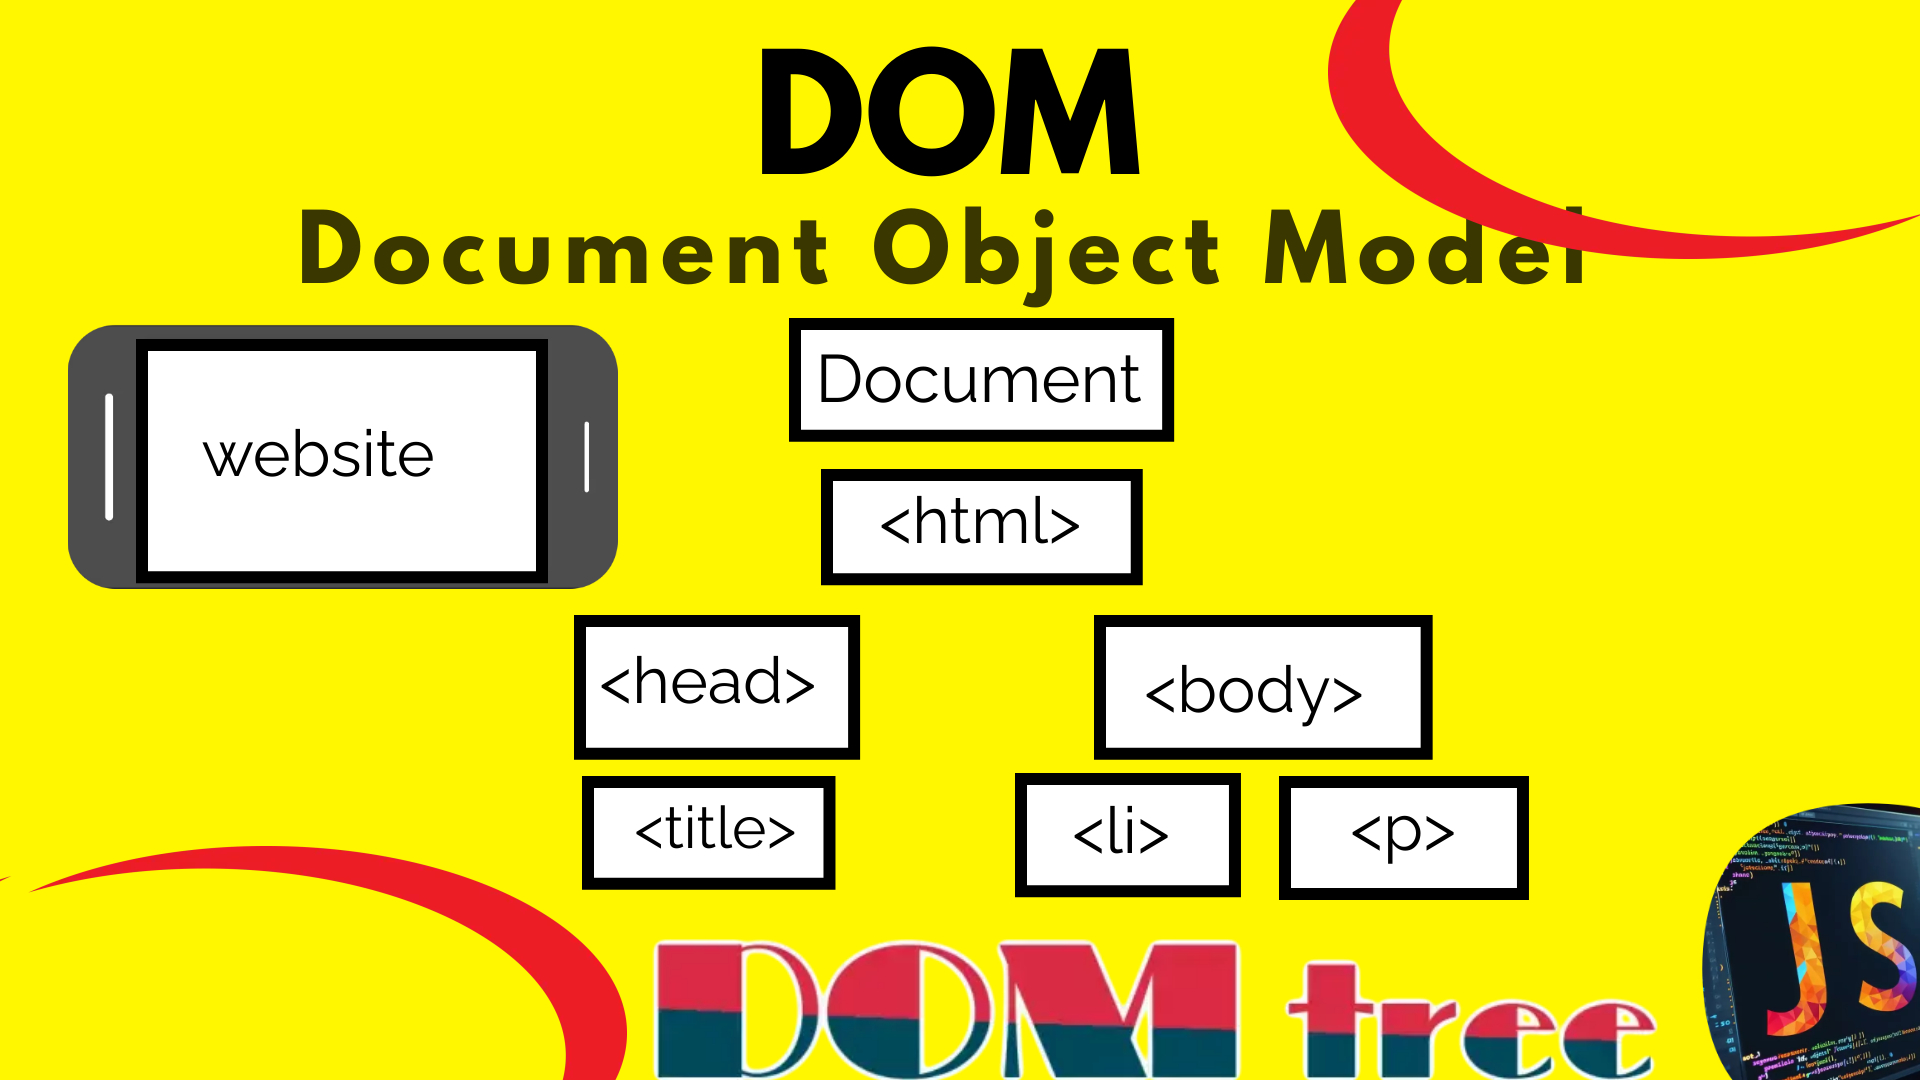 DOM
Document Object Model
website
Document
<html>
<head>
<body>
<title>
<li>
<p>
DOM tree
JS